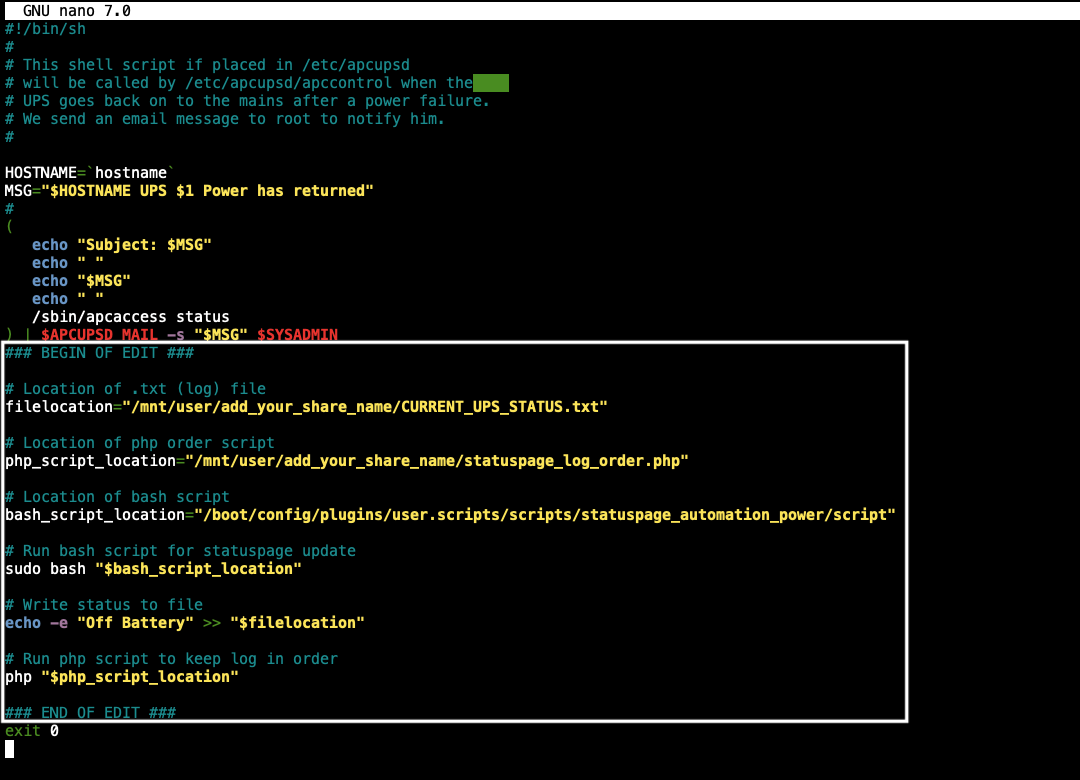 GNU nano 7.0
#!/bin/sh
#
# This shell script if placed in /etc/apcupsd
# will be called by /etc/apcupsd/apccontrol when the
# UPS goes back on to the mains after a power failure.
# We send an email message to root to notify him.
#
HOSTNAME=`hostname`
MSG="$HOSTNAME UPS $1 Power has returned"
#
(
   echo "Subject: $MSG"
   echo " "
   echo "$MSG"
   echo " "
   /sbin/apcaccess status
) | $APCUPSD_MAIL -s "$MSG" $SYSADMIN
### BEGIN OF EDIT ###
# Location of .txt (log) file
filelocation="/mnt/user/add_your_share_name/CURRENT_UPS_STATUS.txt"
# Location of php order script
php_script_location="/mnt/user/add_your_share_name/statuspage_log_order.php"
# Location of bash script
bash_script_location="/boot/config/plugins/user.scripts/scripts/statuspage_automation_power/script"
# Run bash script for statuspage update
sudo bash "$bash_script_location"
# Write status to file
echo -e "Off Battery" >> "$filelocation"
# Run php script to keep log in order
php "$php_script_location"
### END OF EDIT ###
exit 0